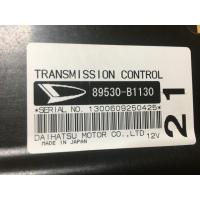 TRANSMISSION CONTROL
89530-B1130
*SERIAL NO. 1300609250425*
DAIHATSU MOTOR CO.,LTD 12V
MADE IN JAPAN
21